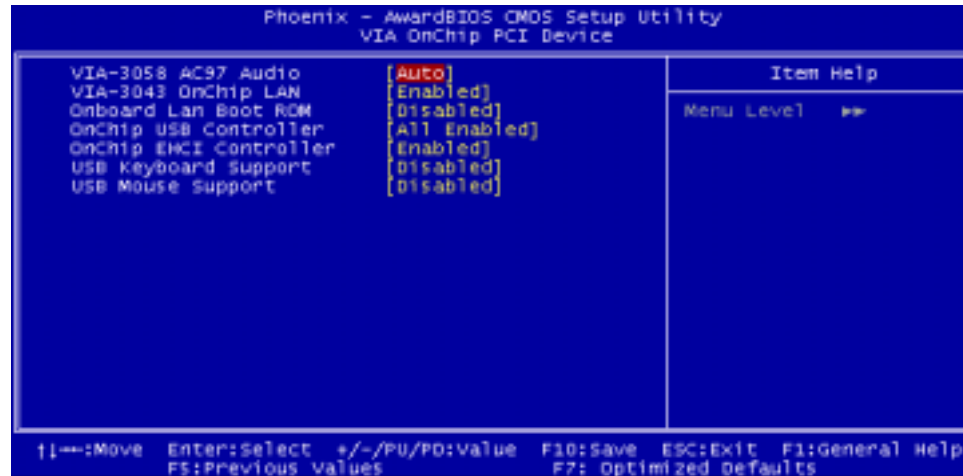 Phoenix - AwardBIOS CMOS Setup Utility
VIA OnChip PCI Device
VIA-3058 AC97 Audio [Auto]
VIA-3043 OnChip LAN [Enabled]
Onboard Lan Boot ROM [Disabled]
OnChip USB Controller [All Enabled]
OnChip EHCI Controller [Enabled]
USB Keyboard Support [Disabled]
USB Mouse Support [Disabled]
Item Help
Menu Level ►►
↑↓→←:Move Enter:Select +/-/PU/PD:Value F10:Save ESC:Exit F1:General Help
F5:Previous Values F7: Optimized Defaults